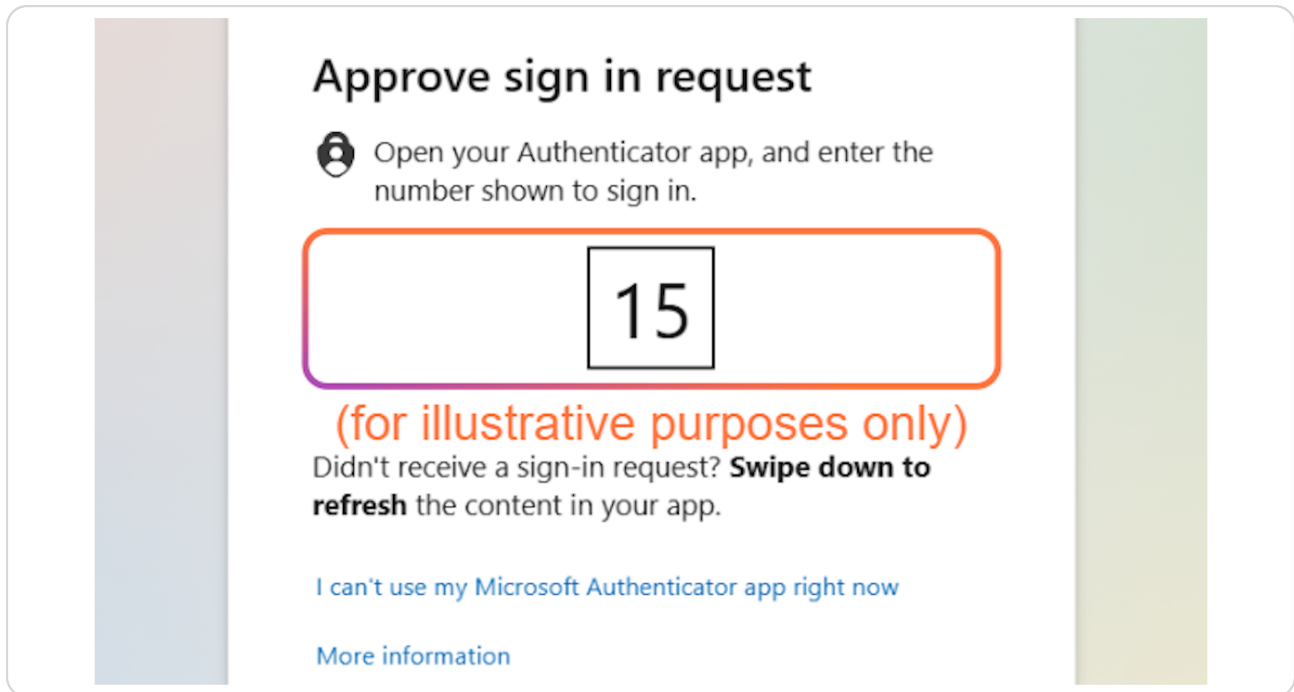 Approve sign in request
Open your Authenticator app, and enter the
number shown to sign in.
15
(for illustrative purposes only)
Didn't receive a sign-in request? Swipe down to
refresh the content in your app.
I can't use my Microsoft Authenticator app right now
More information